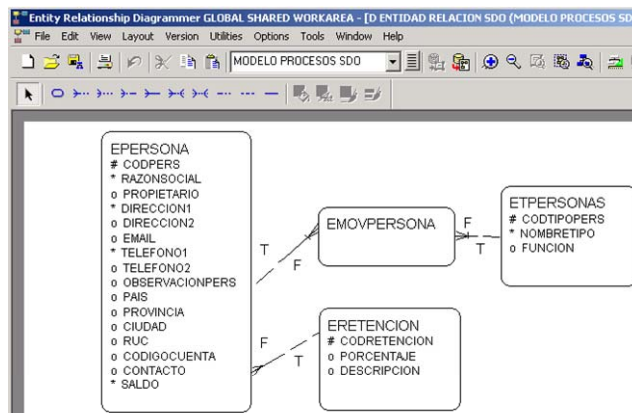 Entity Relationship Diagrammer GLOBAL SHARED WORKAREA - [D ENTIDAD RELACION SDO (MODELO PROCESOS SD
File Edit View Layout Version Utilities Options Tools Window Help
MODELO PROCESOS SDO
EPERSONA
# CODPERS
* RAZONSOCIAL
o PROPIETARIO
* DIRECCION1
o DIRECCION2
o EMAIL
* TELEFONO1
o TELEFONO2
o OBSERVACIONPERS
o PAIS
o PROVINCIA
o CIUDAD
o RUC
o CODIGOCUENTA
o CONTACTO
* SALDO
T
F
EMOVPERSONA
F
T
ETPERSONAS
# CODTIPOPERS
* NOMBRETIPO
o FUNCION
F
T
ERETENCION
# CODRETENCION
o PORCENTAJE
o DESCRIPCION